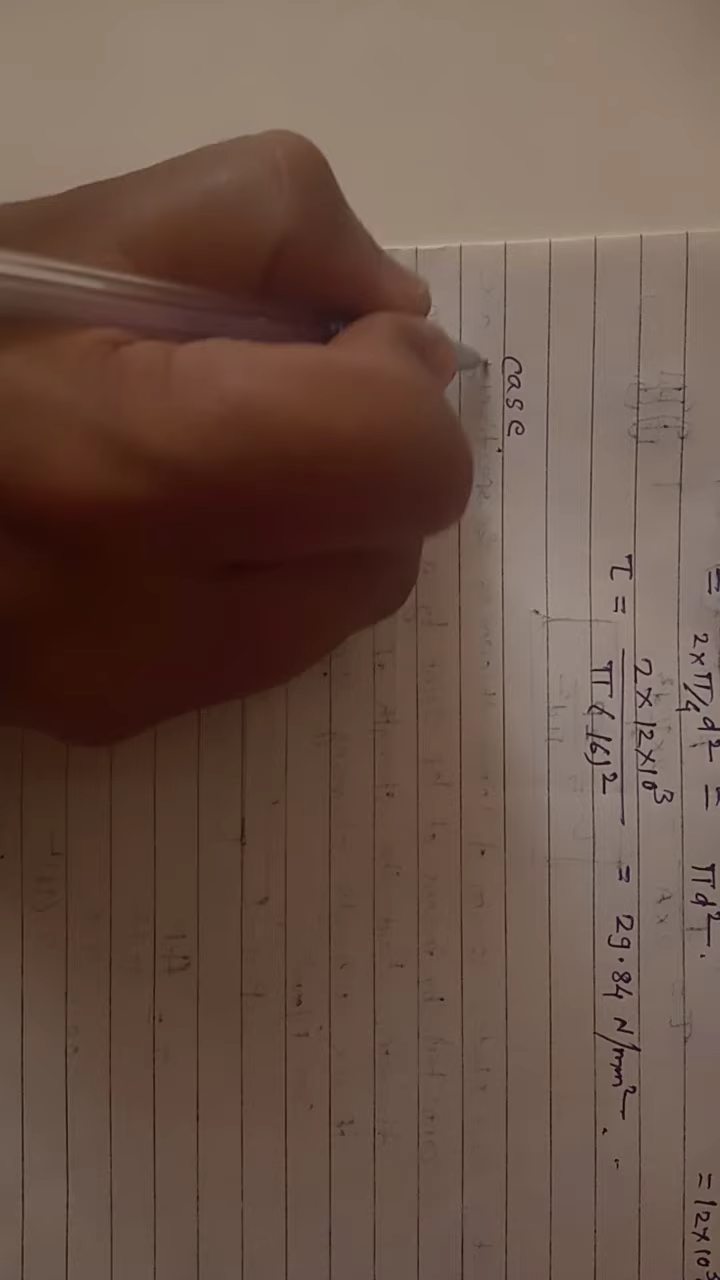 = 12×10³
= 2×π/4 d² = πd².
τ = 2×12×10³ / π(16)² = 29.84 N/mm².
case